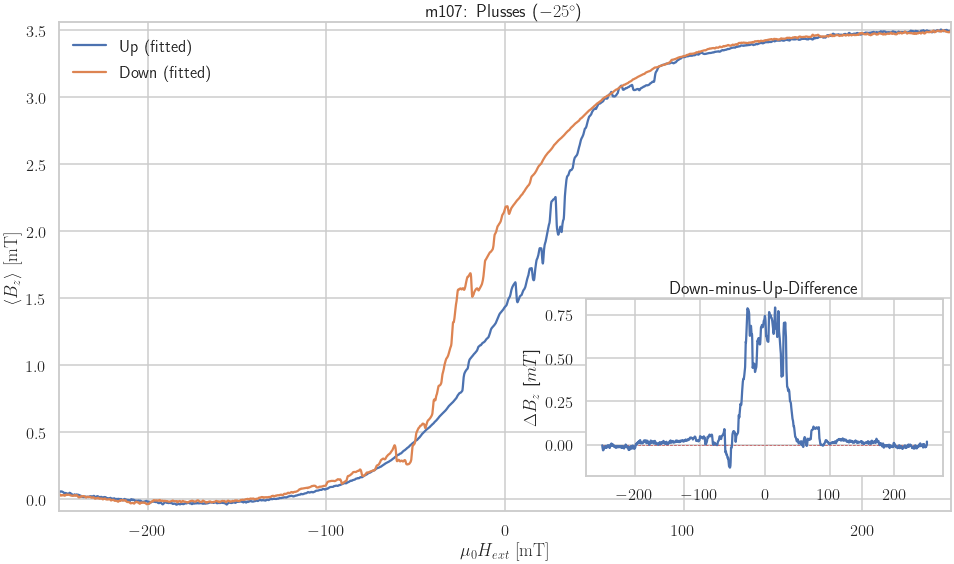 m107: Plusses (−25°)
3.5
Up (fitted)
Down (fitted)
3.0
2.5
2.0
1.5
1.0
0.5
0.0
⟨B_z⟩ [mT]
Down-minus-Up-Difference
0.75
0.50
0.25
0.00
ΔB_z [mT]
−200 −100 0 100 200
−200 −100 0 100 200
μ_0H_{ext} [mT]